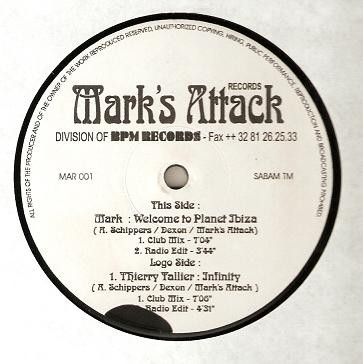 ALL RIGHTS OF THE PRODUCER AND OF THE OWNER OF THE WORK REPRODUCED RESERVED, UNAUTHORIZED COPYING, HIRING, PUBLIC PERFORMANCE, REPRODUCTION AND BROADCASTING PROHIBITED.
RECORDS
Mark's Attack
DIVISION OF BPM RECORDS - Fax ++ 32 81 26.25.33
MAR 001
SABAM TM
This Side :
Mark : Welcome to Planet Ibiza
( A. Schippers / Dexon / Mark's Attack)
1. Club Mix - 7'04"
2. Radio Edit - 3'44"
Logo Side :
1. Thierry Tallier : Infinity
( A. Schippers / Dexon / Mark's Attack )
1. Club Mix - 7'06"
Radio Edit - 4'31"